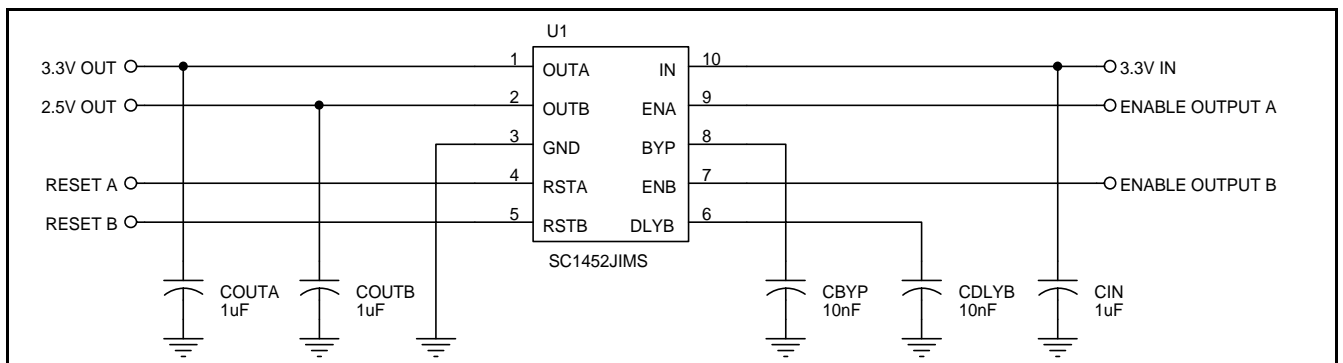 U1
3.3V OUT 1 OUTA IN 10 3.3V IN
2.5V OUT 2 OUTB ENA 9 ENABLE OUTPUT A
3 GND BYP 8
RESET A 4 RSTA ENB 7 ENABLE OUTPUT B
RESET B 5 RSTB DLYB 6
SC1452JIMS
COUTA COUTB CBYP CDLYB CIN
1uF 1uF 10nF 10nF 1uF